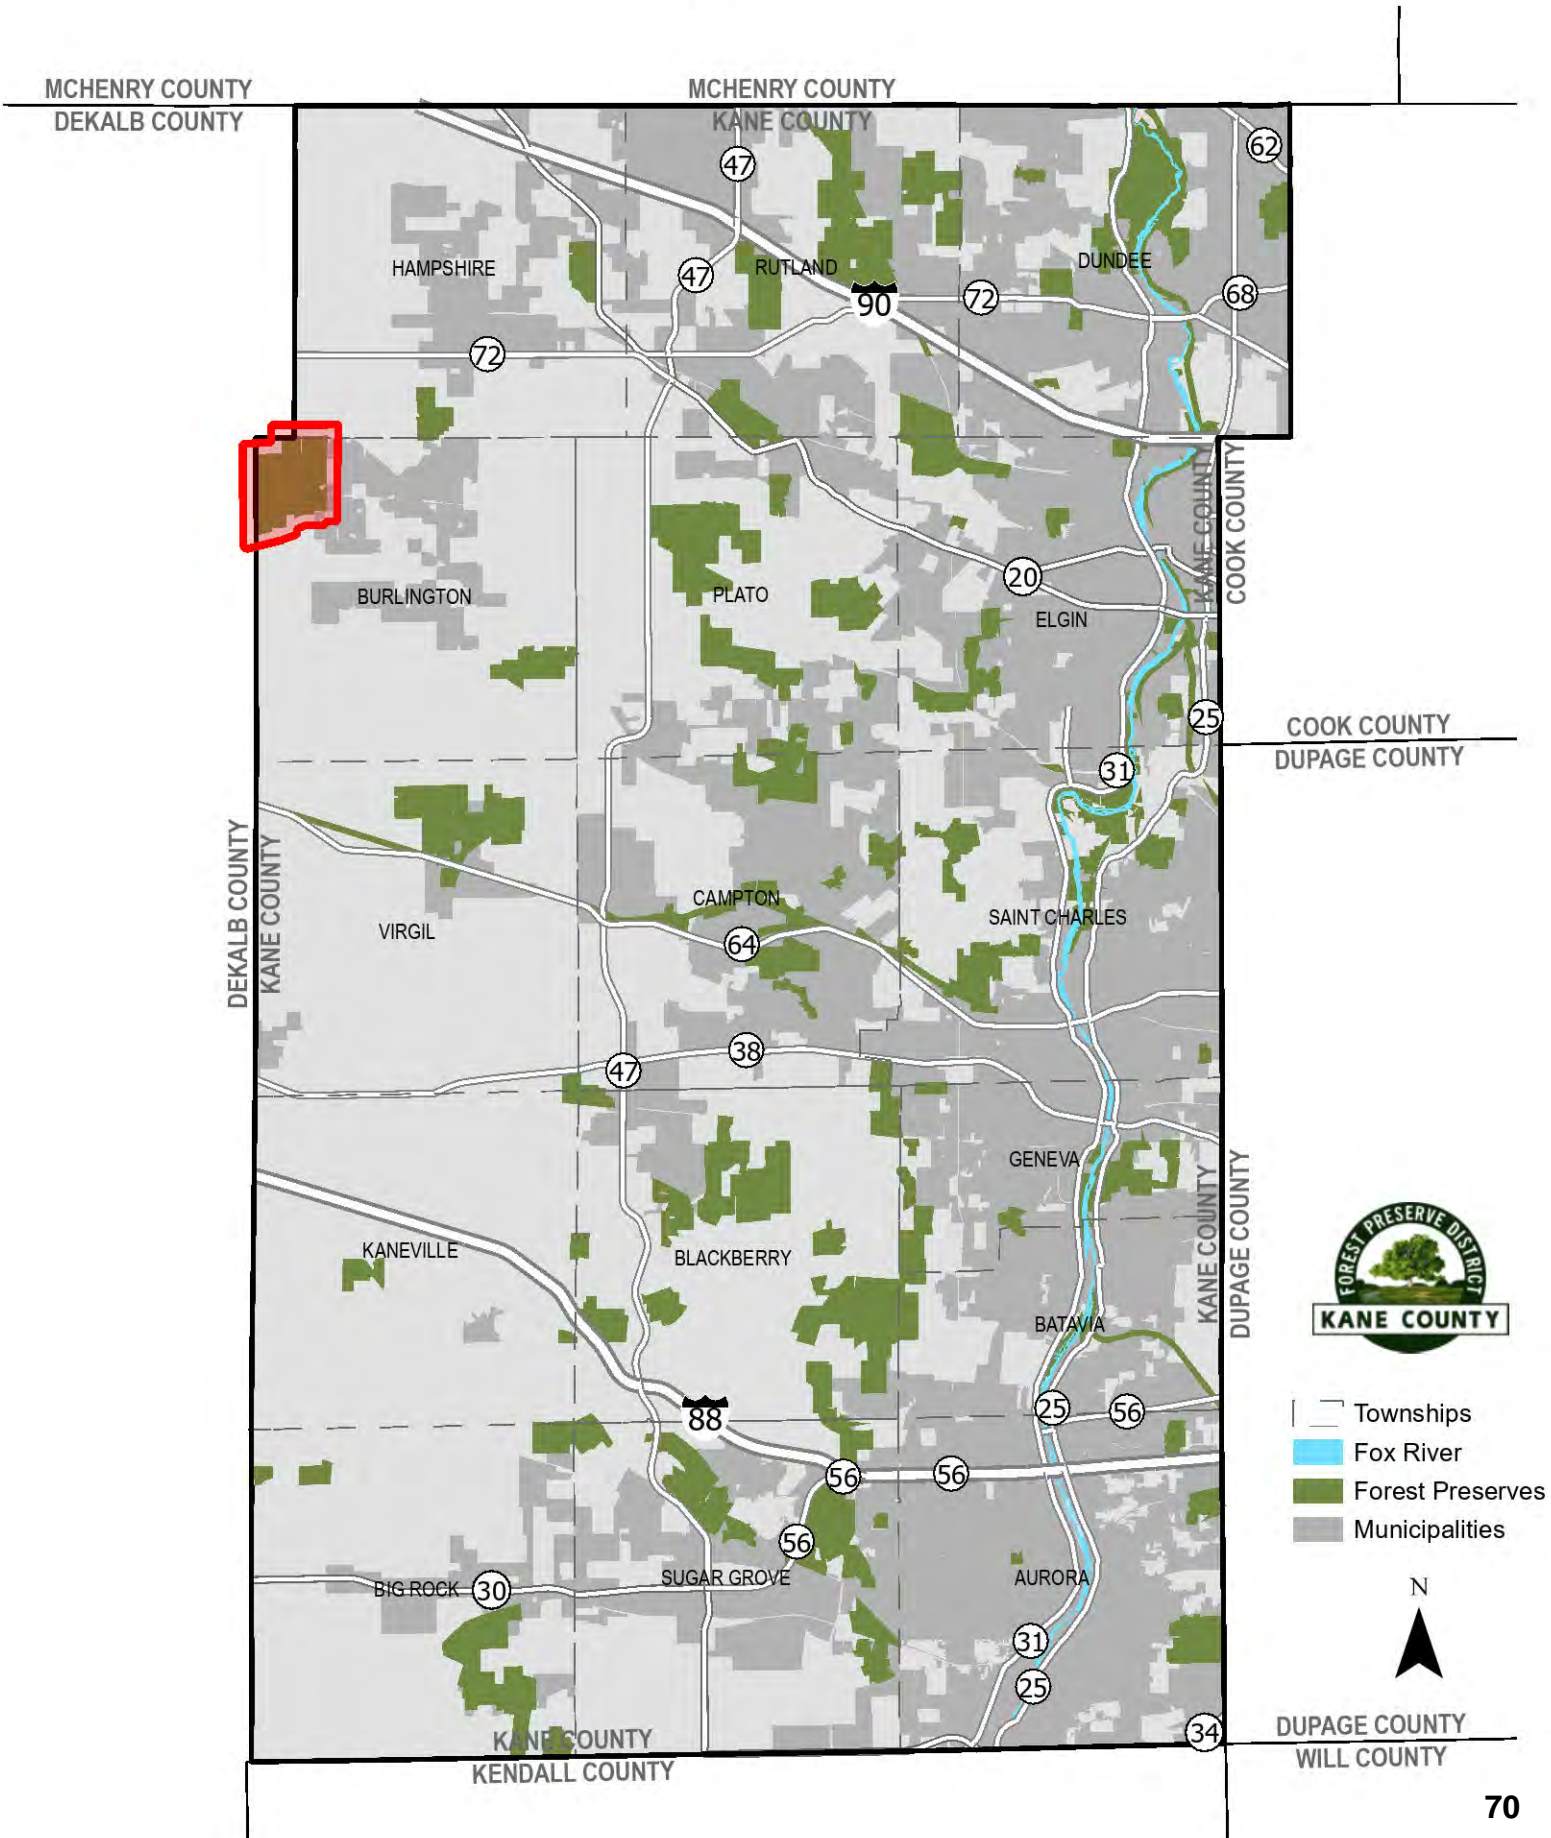 MCHENRY COUNTY
DEKALB COUNTY
MCHENRY COUNTY
KANE COUNTY
62
47
HAMPSHIRE
47
RUTLAND
DUNDEE
90
72
68
72
KANE COUNTY
COOK COUNTY
20
BURLINGTON
PLATO
ELGIN
25
COOK COUNTY
DUPAGE COUNTY
31
DEKALB COUNTY
KANE COUNTY
CAMPTON
SAINT CHARLES
VIRGIL
64
38
47
GENEVA
KANE COUNTY
DUPAGE COUNTY
KANEVILLE
BLACKBERRY
BATAVIA
FOREST PRESERVE DISTRICT
KANE COUNTY
88
25
56
Townships
Fox River
Forest Preserves
Municipalities
56
56
56
SUGAR GROVE
AURORA
BIG ROCK
30
N
31
25
34
KANE COUNTY
KENDALL COUNTY
DUPAGE COUNTY
WILL COUNTY
70